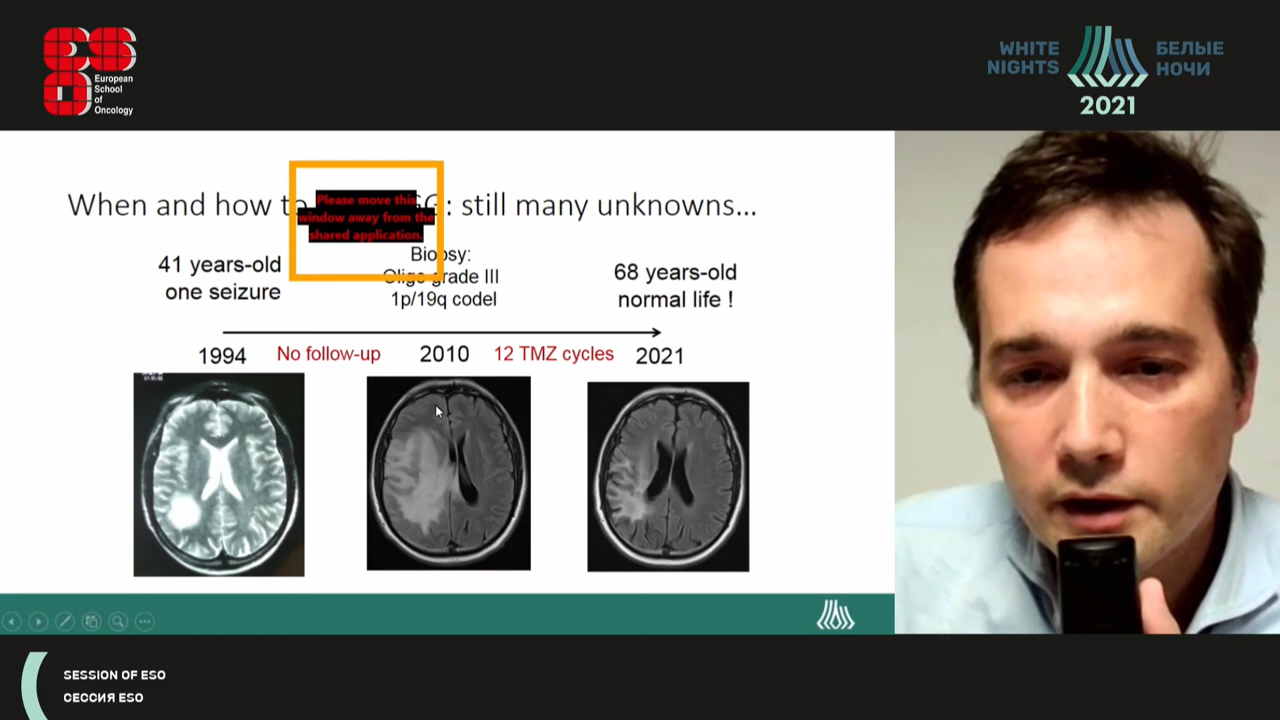 European
School
of
Oncology
WHITE
NIGHTS
БЕЛЫЕ
НОЧИ
2021
When and how to G: still many unknowns...
Please move this
window away from the
shared application.
41 years-old
one seizure
Biopsy:
Oligo grade III
1p/19q codel
68 years-old
normal life !
1994
No follow-up
2010
12 TMZ cycles
2021
SESSION OF ESO
СЕССИЯ ESO